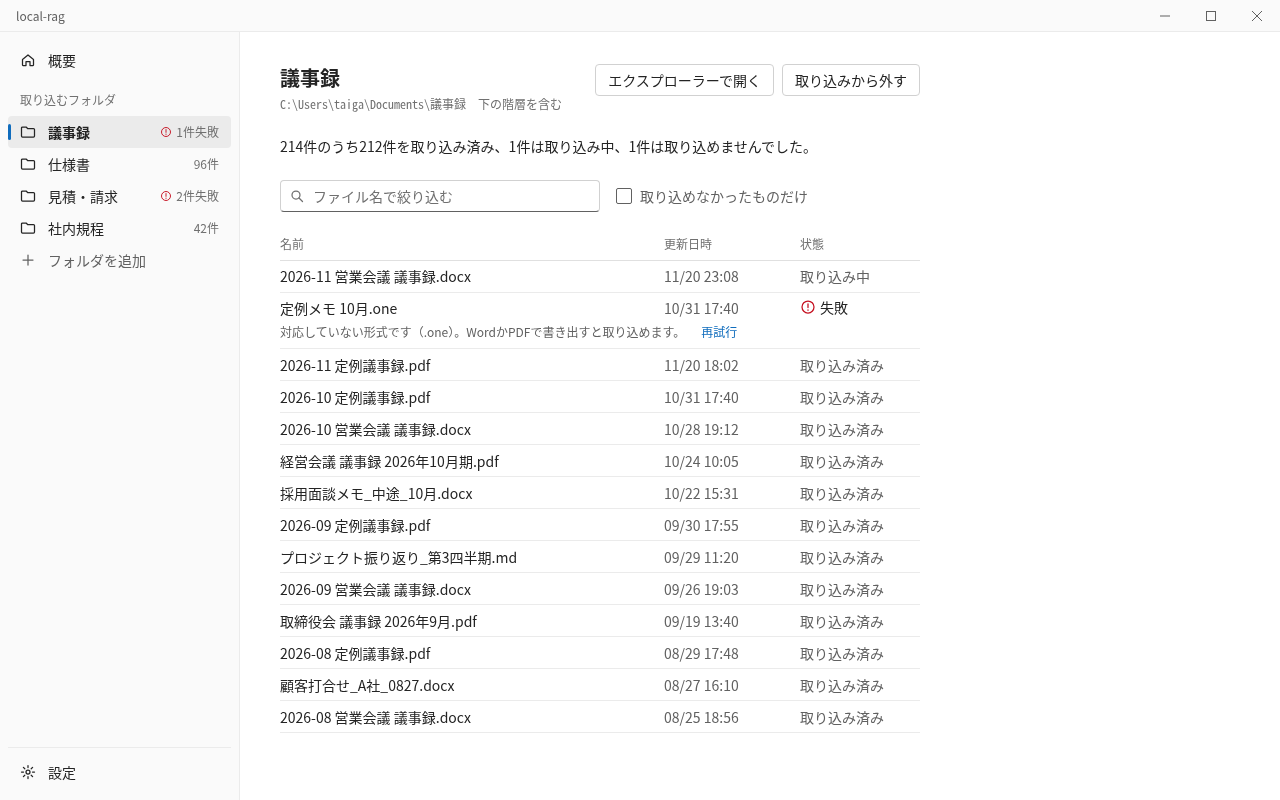 local-rag
概要
取り込むフォルダ
議事録 1件失敗
仕様書 96件
見積・請求 2件失敗
社内規程 42件
フォルダを追加
設定
議事録
エクスプローラーで開く
取り込みから外す
C:\Users\taiga\Documents\議事録 下の階層を含む
214件のうち212件を取り込み済み、1件は取り込み中、1件は取り込めませんでした。
ファイル名で絞り込む
取り込めなかったものだけ
名前 更新日時 状態
2026-11 営業会議 議事録.docx 11/20 23:08 取り込み中
定例メモ 10月.one 10/31 17:40 失敗
対応していない形式です（.one）。WordかPDFで書き出すと取り込めます。 再試行
2026-11 定例議事録.pdf 11/20 18:02 取り込み済み
2026-10 定例議事録.pdf 10/31 17:40 取り込み済み
2026-10 営業会議 議事録.docx 10/28 19:12 取り込み済み
経営会議 議事録 2026年10月期.pdf 10/24 10:05 取り込み済み
採用面談メモ_中途_10月.docx 10/22 15:31 取り込み済み
2026-09 定例議事録.pdf 09/30 17:55 取り込み済み
プロジェクト振り返り_第3四半期.md 09/29 11:20 取り込み済み
2026-09 営業会議 議事録.docx 09/26 19:03 取り込み済み
取締役会 議事録 2026年9月.pdf 09/19 13:40 取り込み済み
2026-08 定例議事録.pdf 08/29 17:48 取り込み済み
顧客打合せ_A社_0827.docx 08/27 16:10 取り込み済み
2026-08 営業会議 議事録.docx 08/25 18:56 取り込み済み